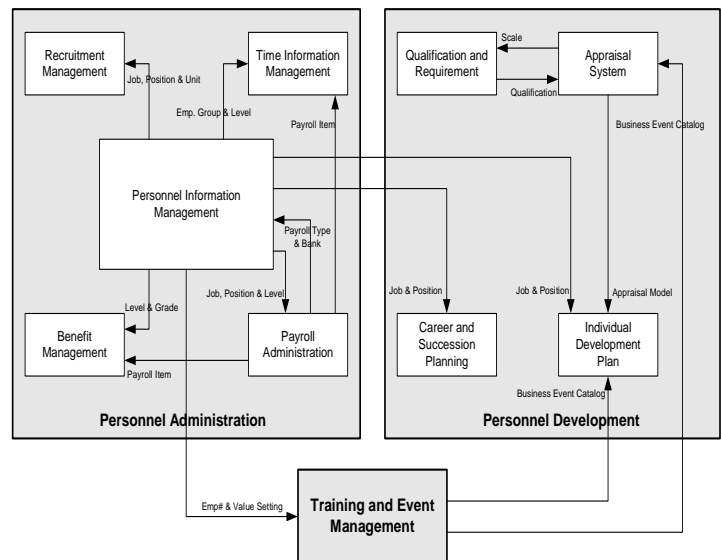 Recruitment
Management
Time Information
Management
Job, Position & Unit
Emp. Group & Level
Payroll Item
Personnel Information
Management
Payroll Type
& Bank
Level & Grade
Job, Position & Level
Benefit
Management
Payroll
Administration
Payroll Item
Personnel Administration
Qualification and
Requirement
Scale
Appraisal
System
Qualification
Business Event Catalog
Job & Position
Job & Position
Appraisal Model
Career and
Succession
Planning
Individual
Development
Plan
Business Event Catalog
Personnel Development
Emp# & Value Setting
Training and Event
Management